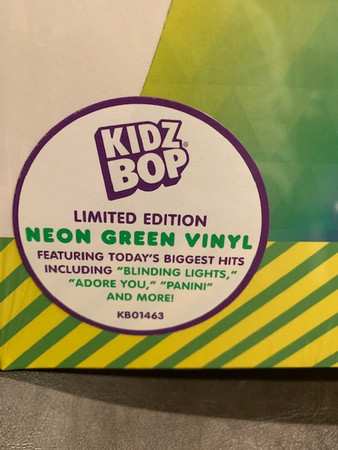 KIDZ
BOP
LIMITED EDITION
NEON GREEN VINYL
FEATURING TODAY'S BIGGEST HITS
INCLUDING "BLINDING LIGHTS,"
"ADORE YOU," "PANINI"
AND MORE!
KB01463